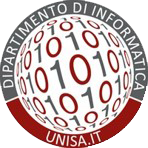 DIPARTIMENTO DI INFORMATICA
UNISA.IT